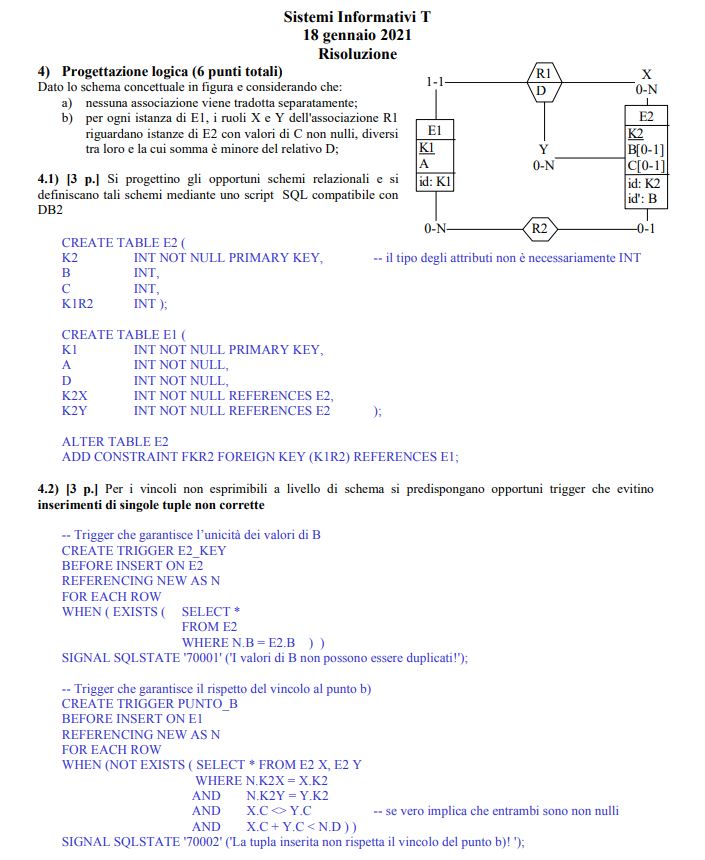 Sistemi Informativi T
18 gennaio 2021
Risoluzione
4) Progettazione logica (6 punti totali)
Dato lo schema concettuale in figura e considerando che:
a) nessuna associazione viene tradotta separatamente;
b) per ogni istanza di E1, i ruoli X e Y dell'associazione R1
riguardano istanze di E2 con valori di C non nulli, diversi
tra loro e la cui somma è minore del relativo D;
4.1) [3 p.] Si progettino gli opportuni schemi relazionali e si
definiscano tali schemi mediante uno script SQL compatibile con
DB2
1-1
R1
D
X
0-N
E1
K1
A
id: K1
Y
0-N
E2
K2
B[0-1]
C[0-1]
id: K2
id': B
0-N
R2
0-1
CREATE TABLE E2 (
K2 INT NOT NULL PRIMARY KEY, -- il tipo degli attributi non è necessariamente INT
B INT,
C INT,
K1R2 INT );
CREATE TABLE E1 (
K1 INT NOT NULL PRIMARY KEY,
A INT NOT NULL,
D INT NOT NULL,
K2X INT NOT NULL REFERENCES E2,
K2Y INT NOT NULL REFERENCES E2 );
ALTER TABLE E2
ADD CONSTRAINT FKR2 FOREIGN KEY (K1R2) REFERENCES E1;
4.2) [3 p.] Per i vincoli non esprimibili a livello di schema si predispongano opportuni trigger che evitino
inserimenti di singole tuple non corrette
-- Trigger che garantisce l'unicità dei valori di B
CREATE TRIGGER E2_KEY
BEFORE INSERT ON E2
REFERENCING NEW AS N
FOR EACH ROW
WHEN ( EXISTS ( SELECT *
FROM E2
WHERE N.B = E2.B ) )
SIGNAL SQLSTATE '70001' ('I valori di B non possono essere duplicati!');
-- Trigger che garantisce il rispetto del vincolo al punto b)
CREATE TRIGGER PUNTO_B
BEFORE INSERT ON E1
REFERENCING NEW AS N
FOR EACH ROW
WHEN (NOT EXISTS ( SELECT * FROM E2 X, E2 Y
WHERE N.K2X = X.K2
AND N.K2Y = Y.K2
AND X.C <> Y.C -- se vero implica che entrambi sono non nulli
AND X.C + Y.C < N.D ) )
SIGNAL SQLSTATE '70002' ('La tupla inserita non rispetta il vincolo del punto b)! ');